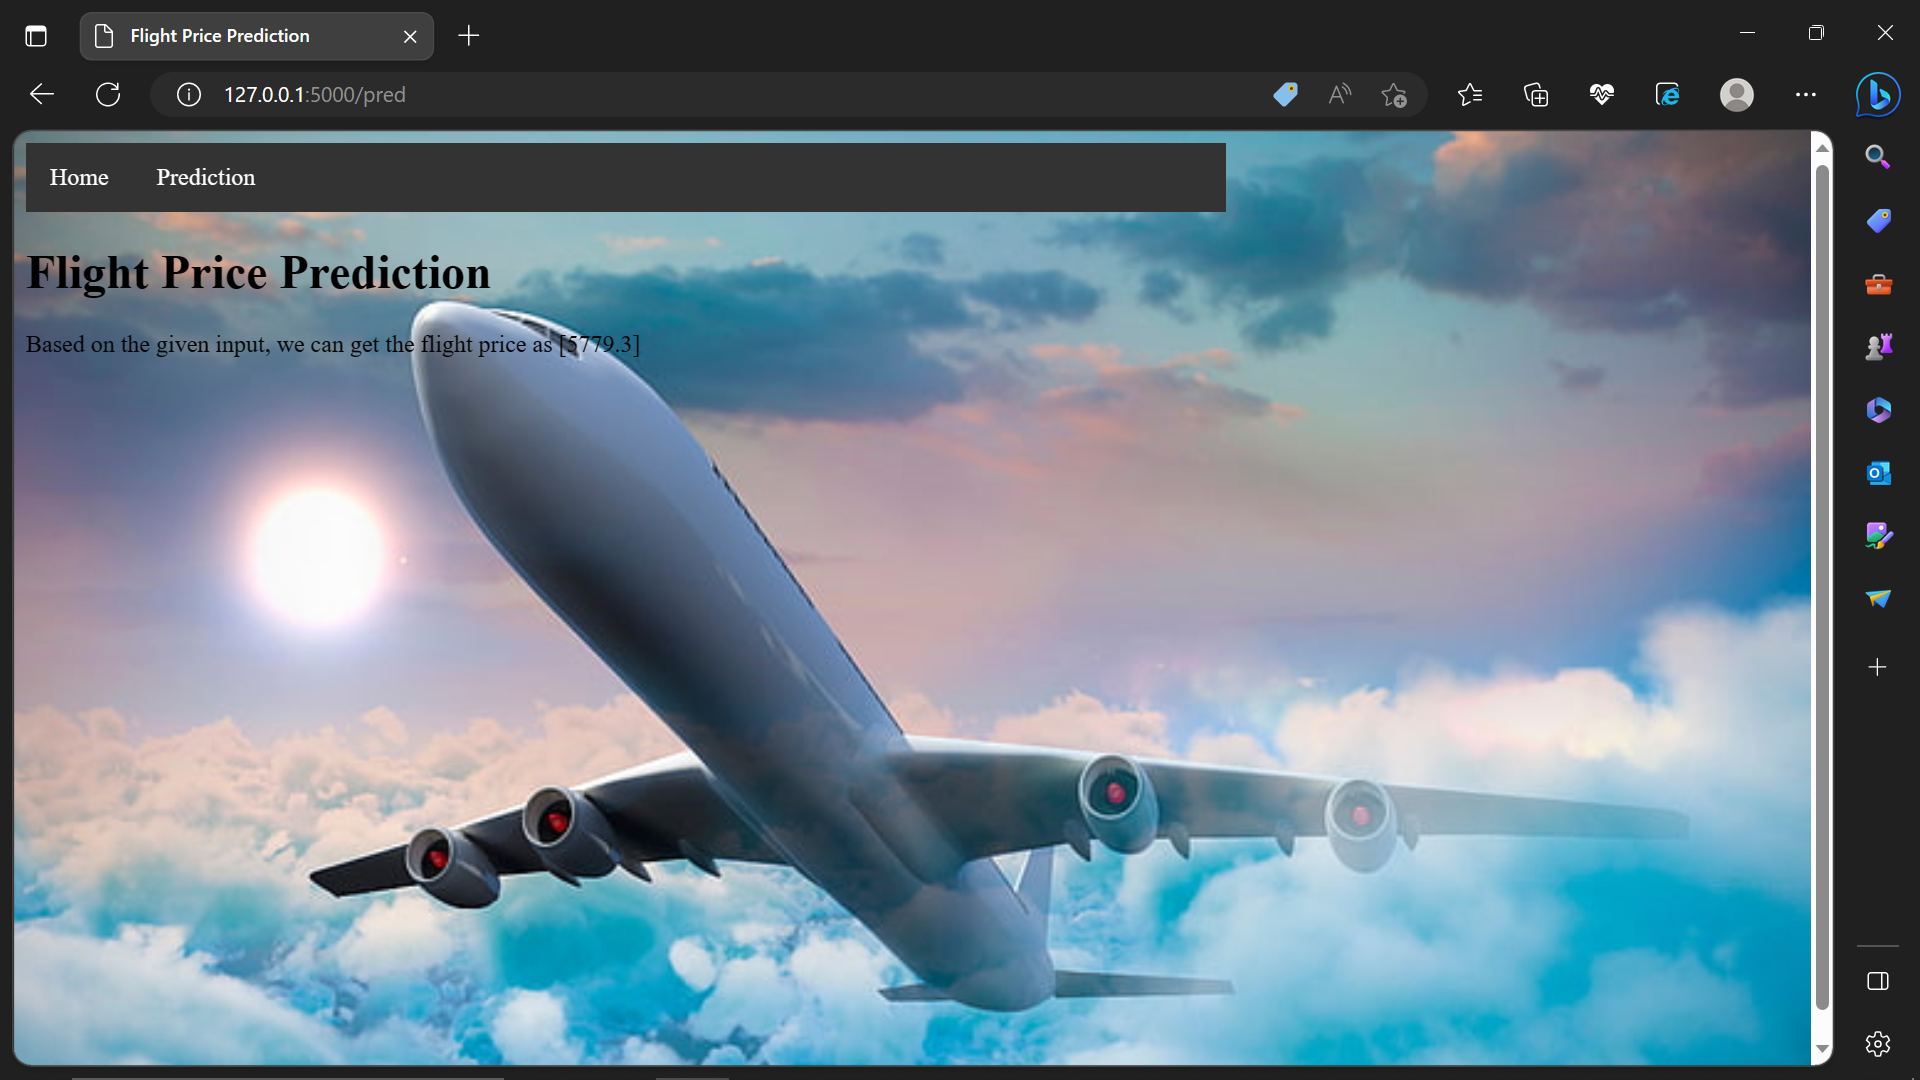 Flight Price Prediction
127.0.0.1:5000/pred
Home Prediction
Flight Price Prediction
Based on the given input, we can get the flight price as [5779.3]